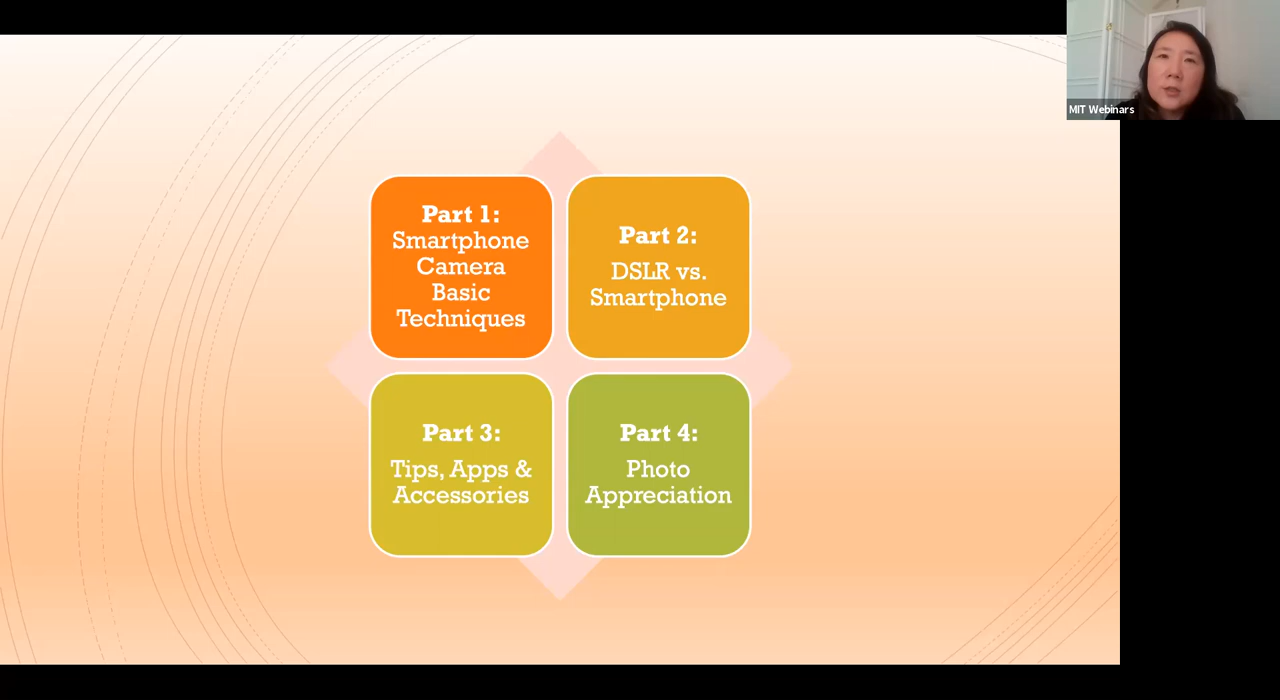 MIT Webinars
Part 1:
Smartphone
Camera
Basic
Techniques
Part 2:
DSLR vs.
Smartphone
Part 3:
Tips, Apps &
Accessories
Part 4:
Photo
Appreciation